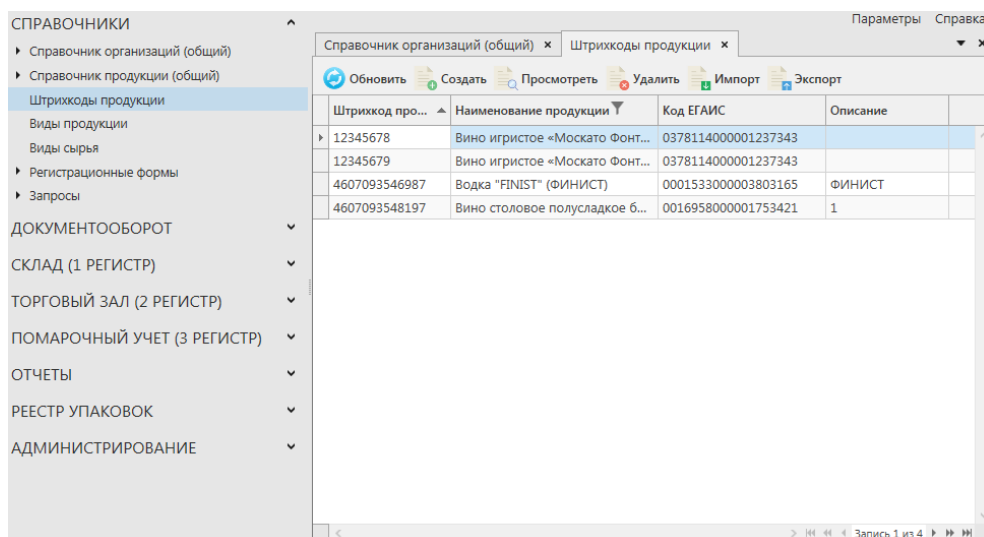 Параметры Справка
СПРАВОЧНИКИ
Справочник организаций (общий)
Справочник продукции (общий)
Штрихкоды продукции
Виды продукции
Виды сырья
Регистрационные формы
Запросы
ДОКУМЕНТООБОРОТ
СКЛАД (1 РЕГИСТР)
ТОРГОВЫЙ ЗАЛ (2 РЕГИСТР)
ПОМАРОЧНЫЙ УЧЕТ (3 РЕГИСТР)
ОТЧЕТЫ
РЕЕСТР УПАКОВОК
АДМИНИСТРИРОВАНИЕ
Справочник организаций (общий) × Штрихкоды продукции ×
Обновить Создать Просмотреть Удалить Импорт Экспорт
Штрихкод про... Наименование продукции Код ЕГАИС Описание
12345678 Вино игристое «Москато Фонт... 0378114000001237343
12345679 Вино игристое «Москато Фонт... 0378114000001237343
4607093546987 Водка "FINIST" (ФИНИСТ) 0001533000003803165 ФИНИСТ
4607093548197 Вино столовое полусладкое б... 0016958000001753421 1
Запись 1 из 4